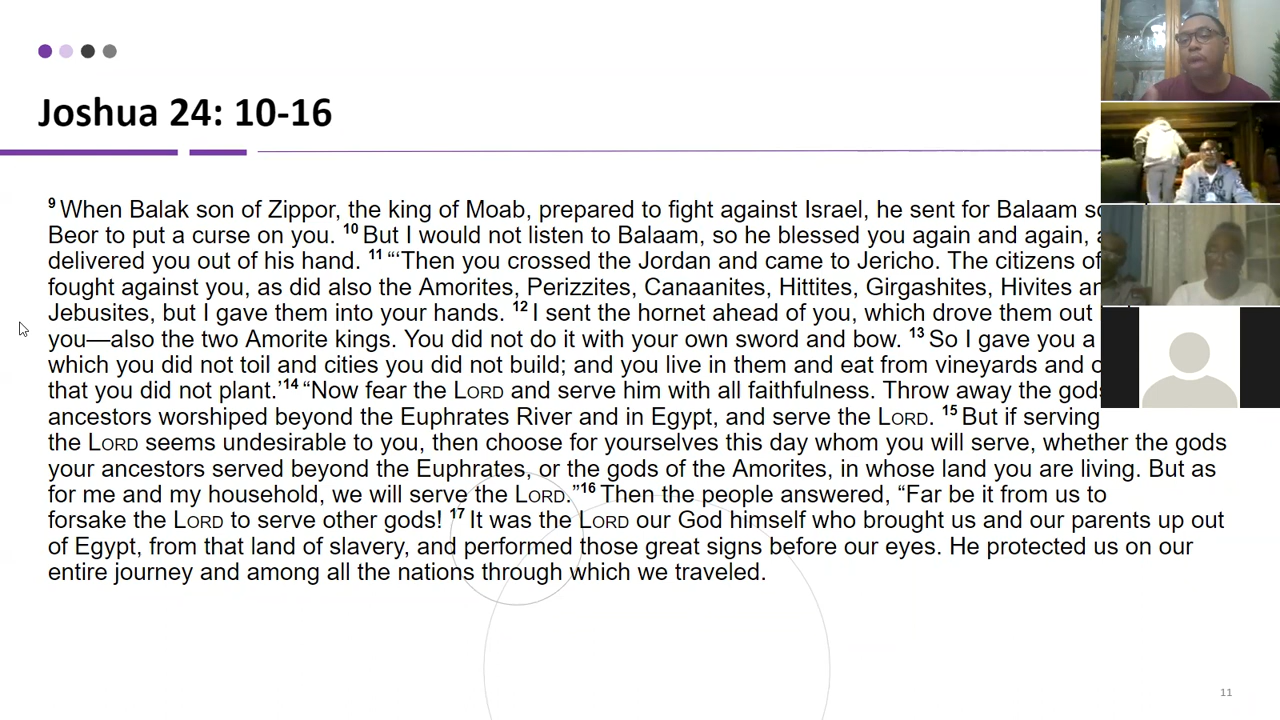 Joshua 24: 10-16
9 When Balak son of Zippor, the king of Moab, prepared to fight against Israel, he sent for Balaam
Beor to put a curse on you. 10 But I would not listen to Balaam, so he blessed you again and again,
delivered you out of his hand. 11 “‘Then you crossed the Jordan and came to Jericho. The citizens of
fought against you, as did also the Amorites, Perizzites, Canaanites, Hittites, Girgashites, Hivites
Jebusites, but I gave them into your hands. 12 I sent the hornet ahead of you, which drove them out
you—also the two Amorite kings. You did not do it with your own sword and bow. 13 So I gave you a
which you did not toil and cities you did not build; and you live in them and eat from vineyards and
that you did not plant.’14 “Now fear the LORD and serve him with all faithfulness. Throw away the
ancestors worshiped beyond the Euphrates River and in Egypt, and serve the LORD. 15 But if serving
the LORD seems undesirable to you, then choose for yourselves this day whom you will serve, whether the gods
your ancestors served beyond the Euphrates, or the gods of the Amorites, in whose land you are living. But as
for me and my household, we will serve the LORD.”16 Then the people answered, “Far be it from us to
forsake the LORD to serve other gods! 17 It was the LORD our God himself who brought us and our parents up out
of Egypt, from that land of slavery, and performed those great signs before our eyes. He protected us on our
entire journey and among all the nations through which we traveled.
11